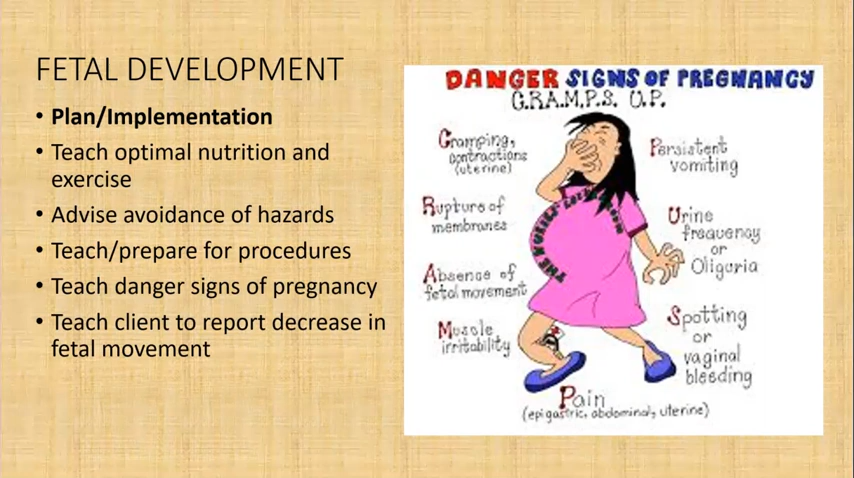 FETAL DEVELOPMENT
• Plan/Implementation
• Teach optimal nutrition and
exercise
• Advise avoidance of hazards
• Teach/prepare for procedures
• Teach danger signs of pregnancy
• Teach client to report decrease in
fetal movement
DANGER SIGNS OF PREGNANCY
C.R.A.M.P.S. U.P.
Cramping,
contractions
(uterine)
Rupture of
membranes
Absence of
fetal movement
Muscle
irritability
Pain
(epigastric, abdominal, uterine)
Persistent
vomiting
Urine
frequency
or
Oliguria
Spotting
or
vaginal
bleeding